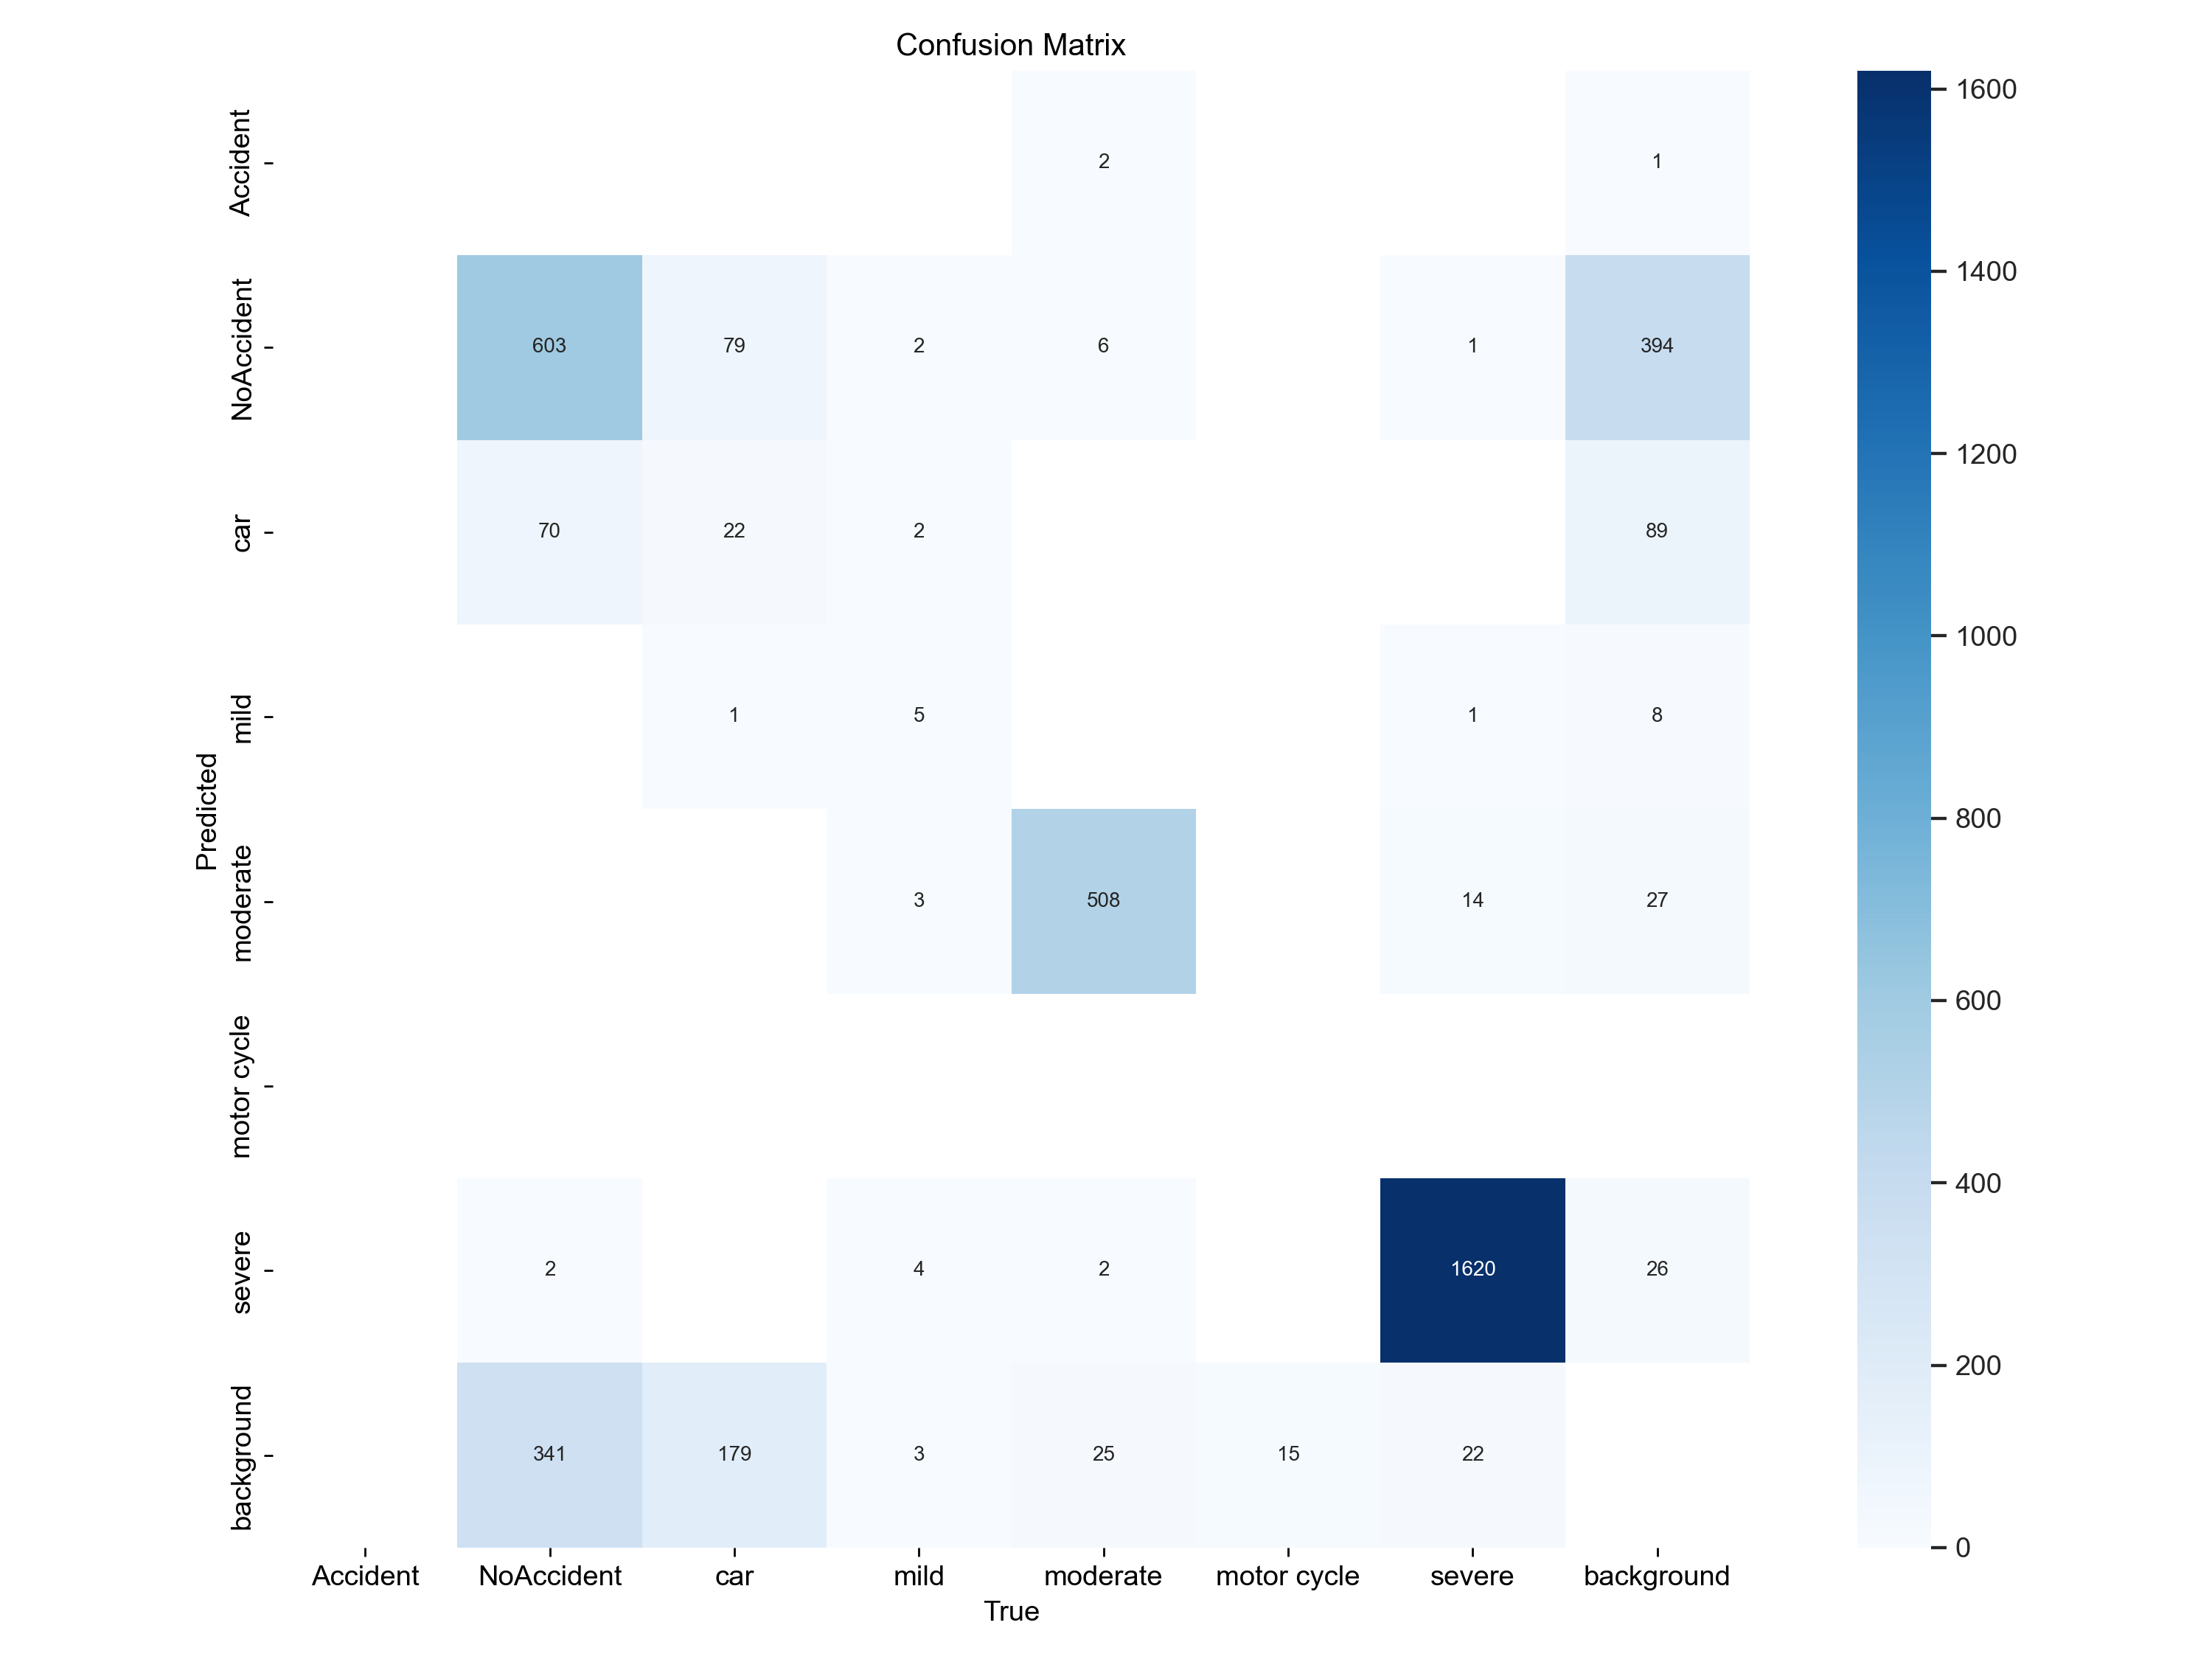 Confusion Matrix
Accident
2
1
1600
NoAccident
603
79
2
6
1
394
1400
car
70
22
2
89
1200
mild
1
5
1
8
1000
Predicted
moderate
3
508
14
27
800
motor cycle
600
severe
2
4
2
1620
26
400
background
341
179
3
25
15
22
200
0
Accident
NoAccident
car
mild
moderate
motor cycle
severe
background
True